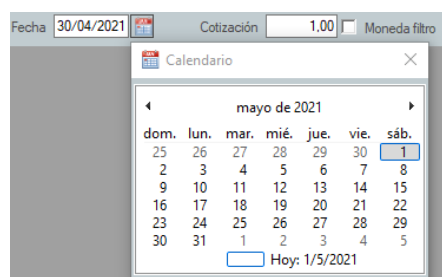 Fecha 30/04/2021 Cotización 1,00 Moneda filtro
Calendario
mayo de 2021
dom. lun. mar. mié. jue. vie. sáb.
25 26 27 28 29 30 1
2 3 4 5 6 7 8
9 10 11 12 13 14 15
16 17 18 19 20 21 22
23 24 25 26 27 28 29
30 31 1 2 3 4 5
Hoy: 1/5/2021